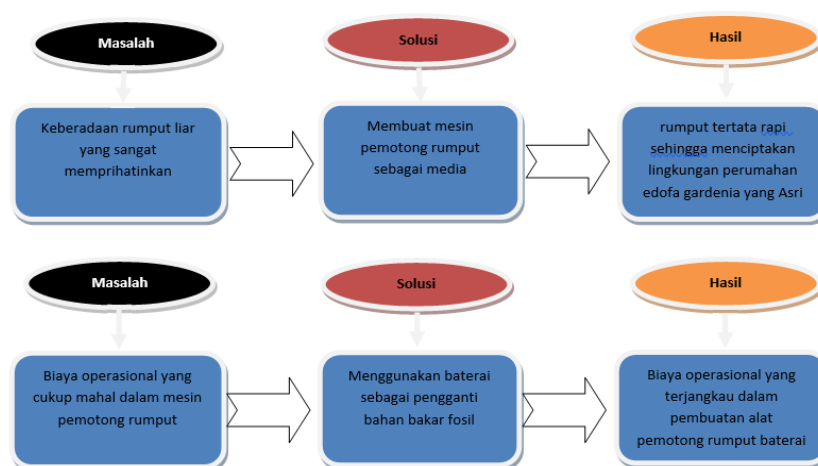 Masalah
Solusi
Hasil
Keberadaan rumput liar
yang sangat
memprihatinkan
Membuat mesin
pemotong rumput
sebagai media
rumput tertata rapi
sehingga menciptakan
lingkungan perumahan
edofa gardenia yang Asri
Masalah
Solusi
Hasil
Biaya operasional yang
cukup mahal dalam mesin
pemotong rumput
Menggunakan baterai
sebagai pengganti
bahan bakar fosil
Biaya operasional yang
terjangkau dalam
pembuatan alat
pemotong rumput baterai